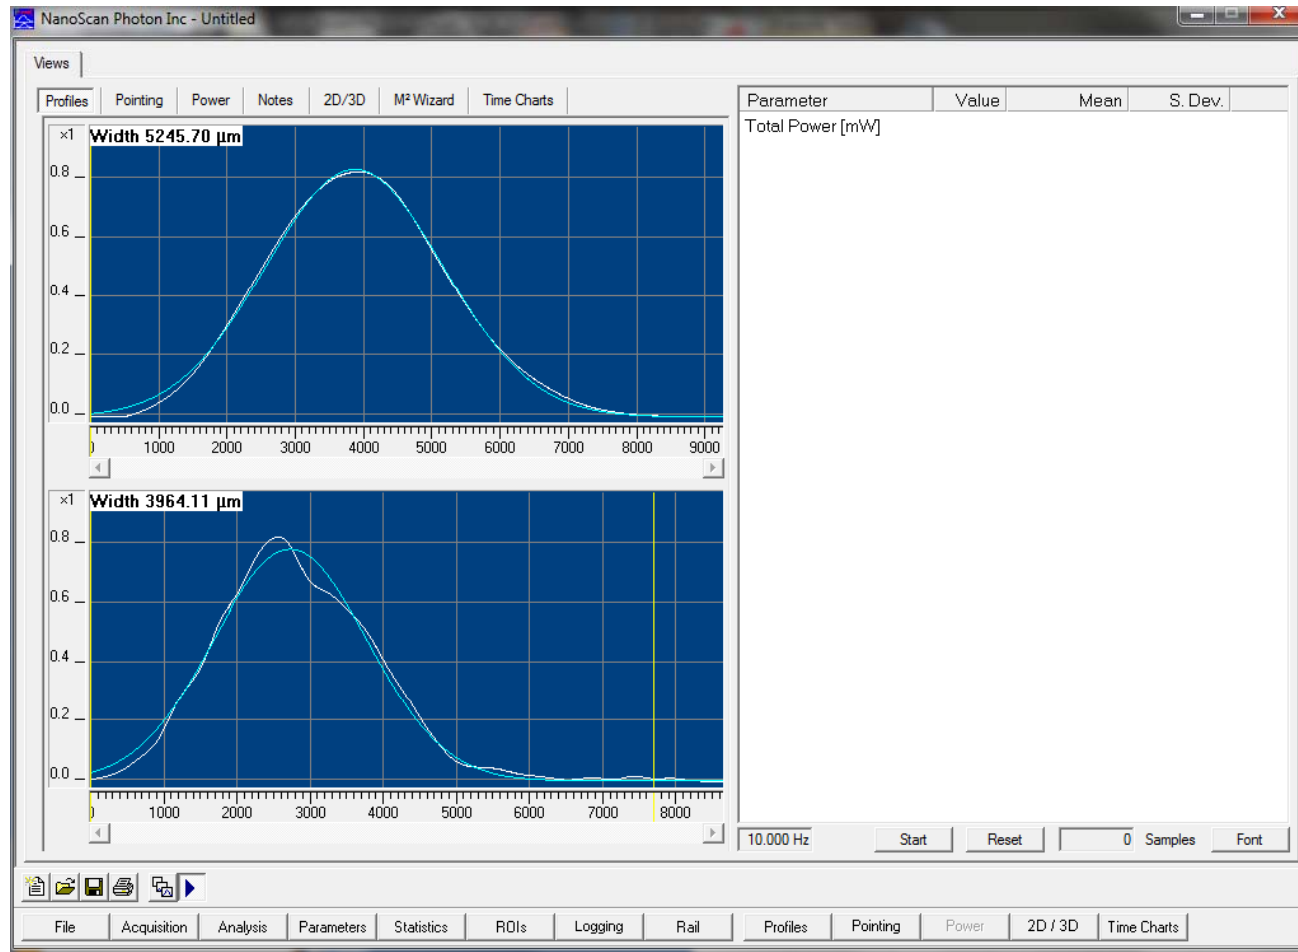 NanoScan Photon Inc - Untitled
Views
Profiles Pointing Power Notes 2D/3D M² Wizard Time Charts
Parameter Value Mean S. Dev.
Total Power [mW]
×1 Width 5245.70 µm
0.8
0.6
0.4
0.2
0.0
1000 2000 3000 4000 5000 6000 7000 8000 9000
×1 Width 3964.11 µm
0.8
0.6
0.4
0.2
0.0
1000 2000 3000 4000 5000 6000 7000 8000
10.000 Hz Start Reset 0 Samples Font
File Acquisition Analysis Parameters Statistics ROIs Logging Rail Profiles Pointing Power 2D / 3D Time Charts